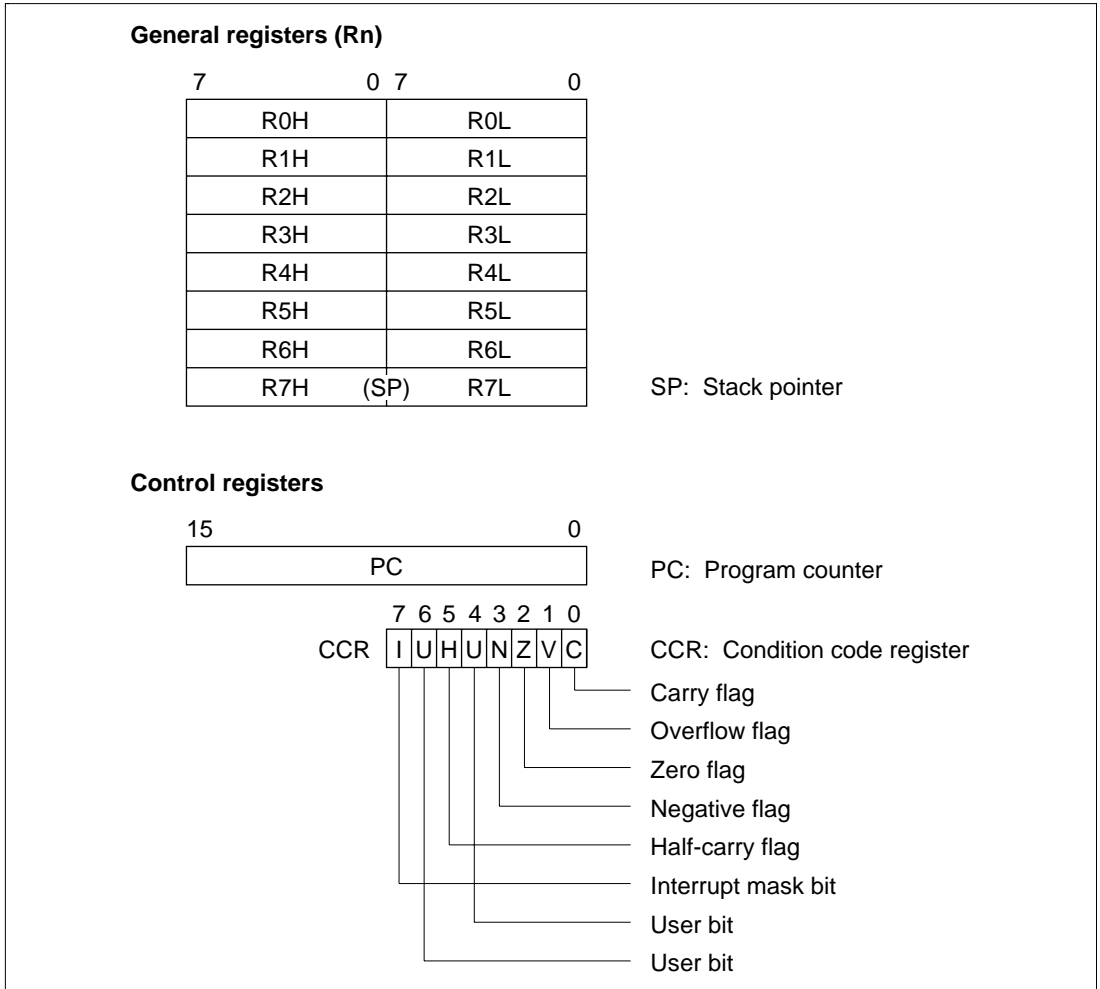 General registers (Rn)
7 0 7 0
R0H R0L
R1H R1L
R2H R2L
R3H R3L
R4H R4L
R5H R5L
R6H R6L
R7H (SP) R7L SP: Stack pointer
Control registers
15 0
PC PC: Program counter
7 6 5 4 3 2 1 0
CCR I U H U N Z V C CCR: Condition code register
Carry flag
Overflow flag
Zero flag
Negative flag
Half-carry flag
Interrupt mask bit
User bit
User bit